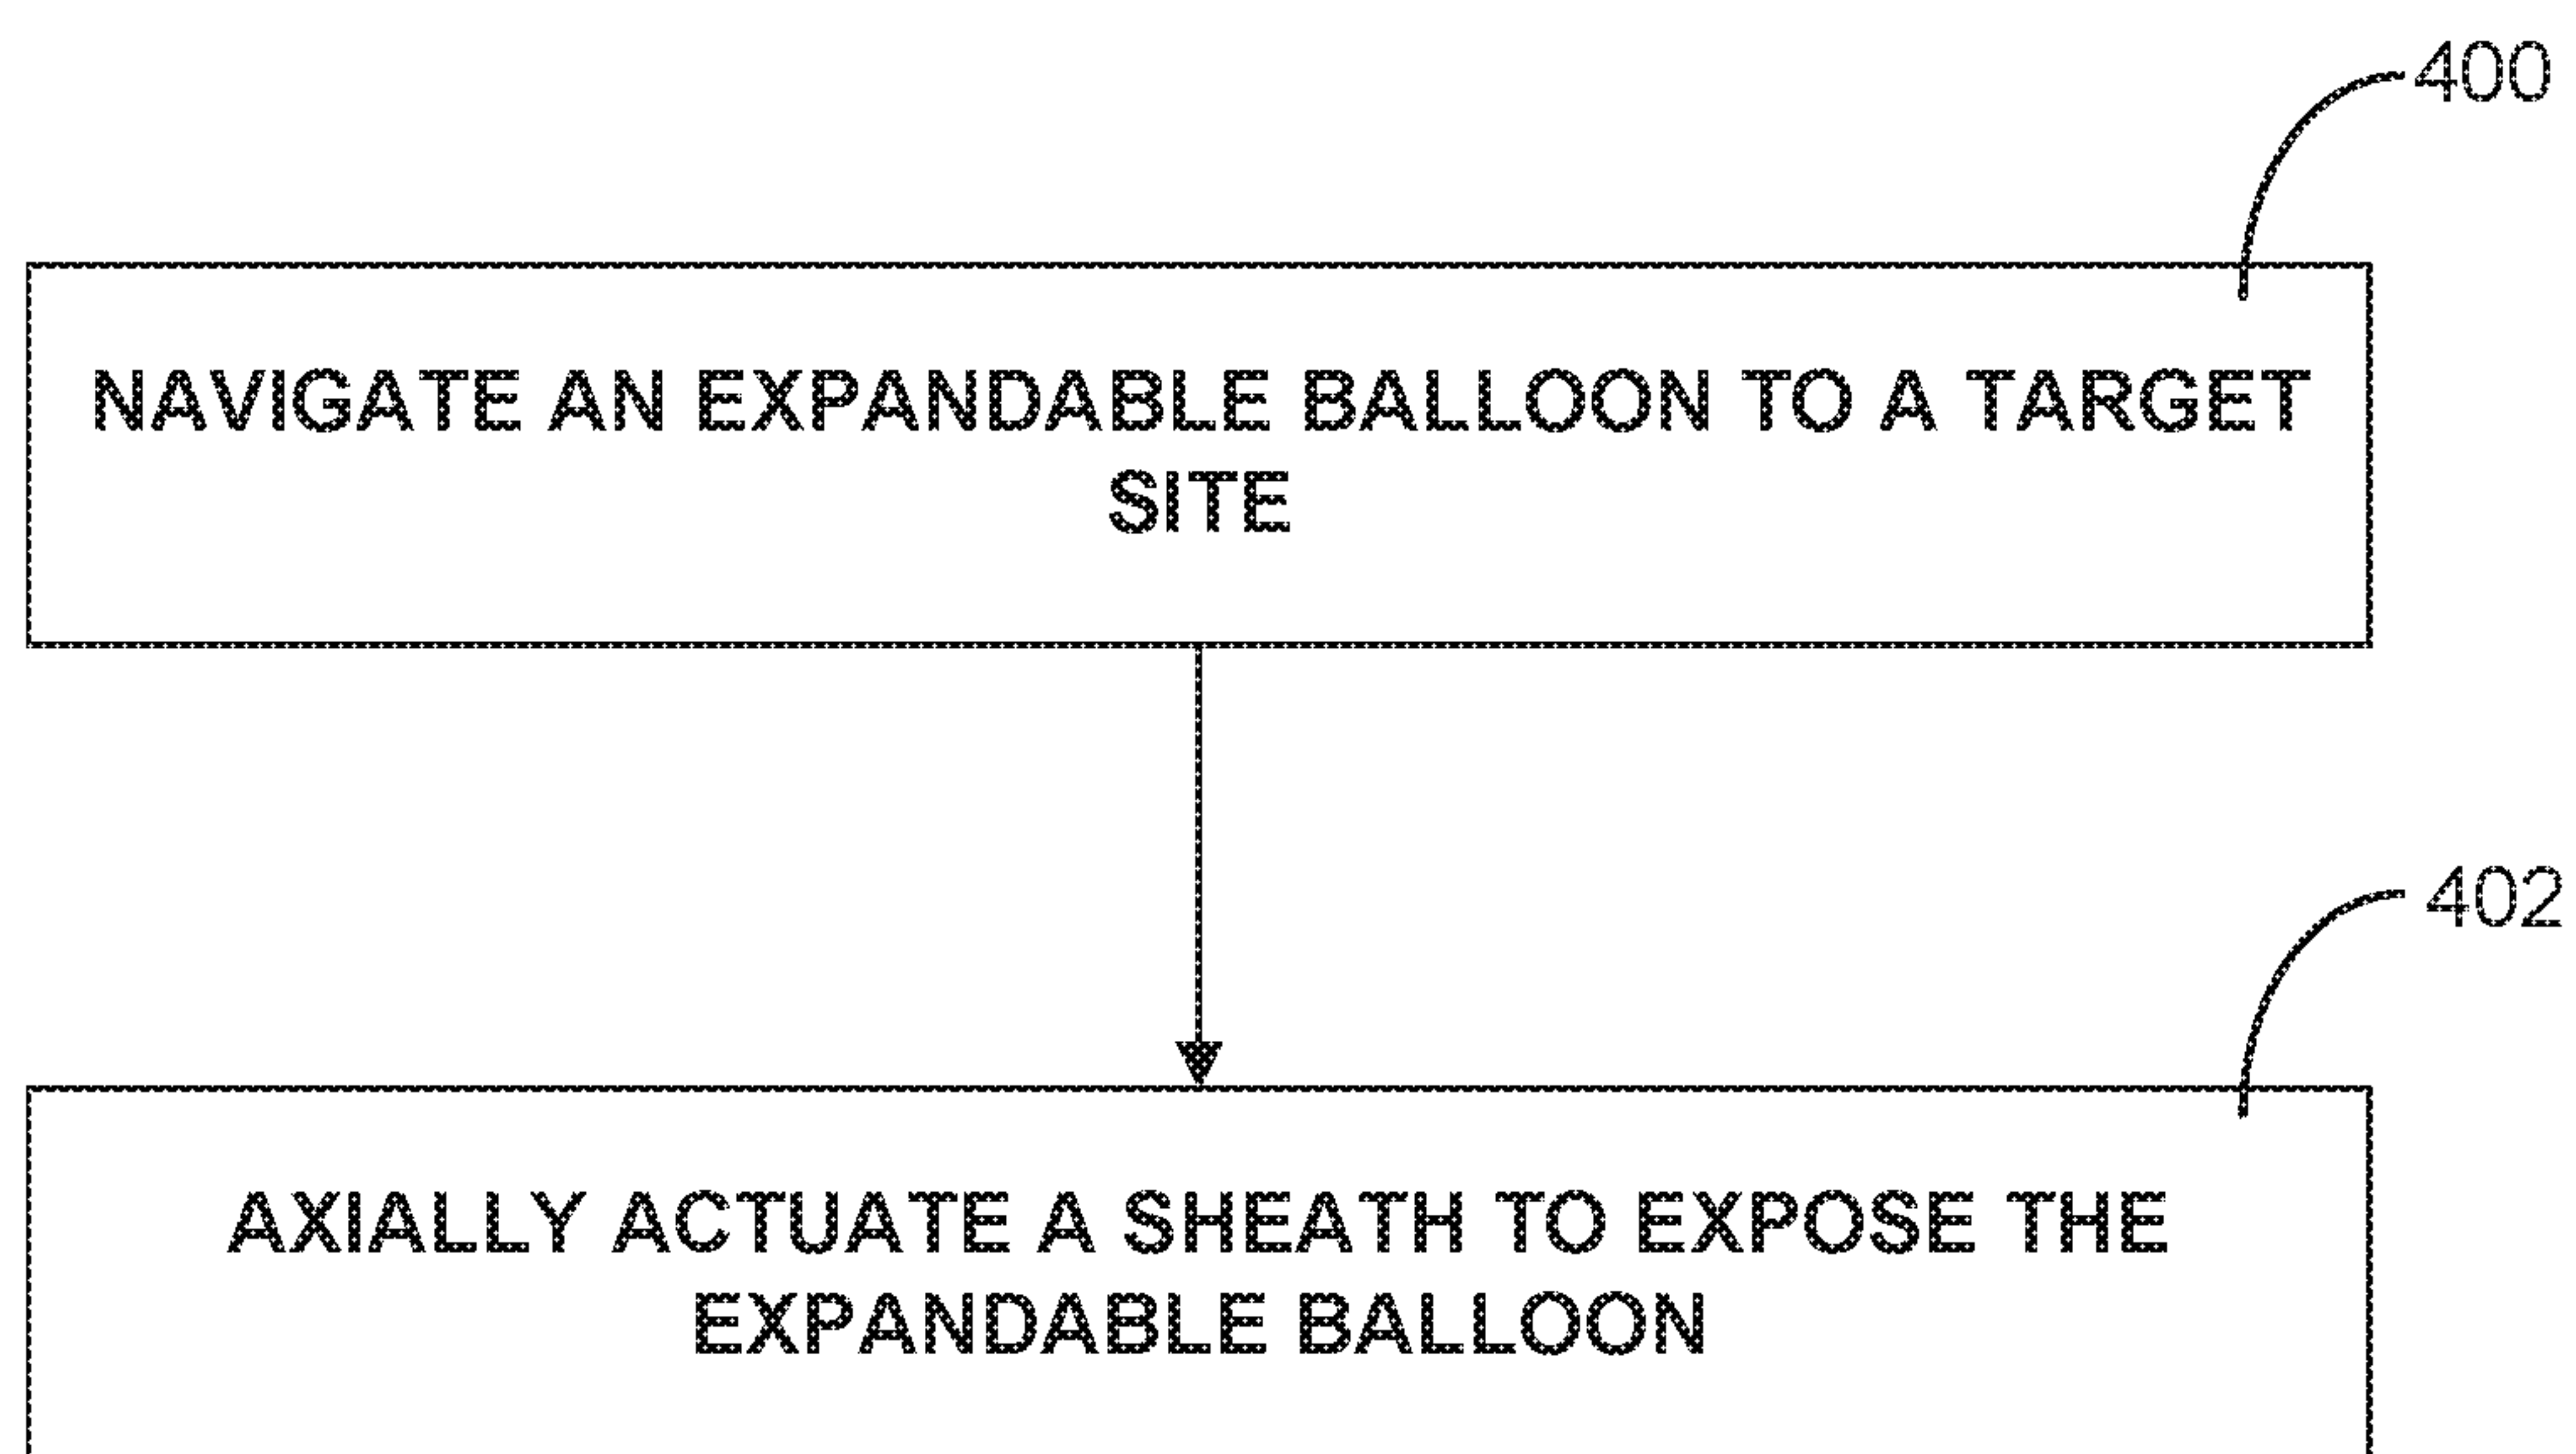 400
NAVIGATE AN EXPANDABLE BALLOON TO A TARGET
SITE
402
AXIALLY ACTUATE A SHEATH TO EXPOSE THE
EXPANDABLE BALLOON